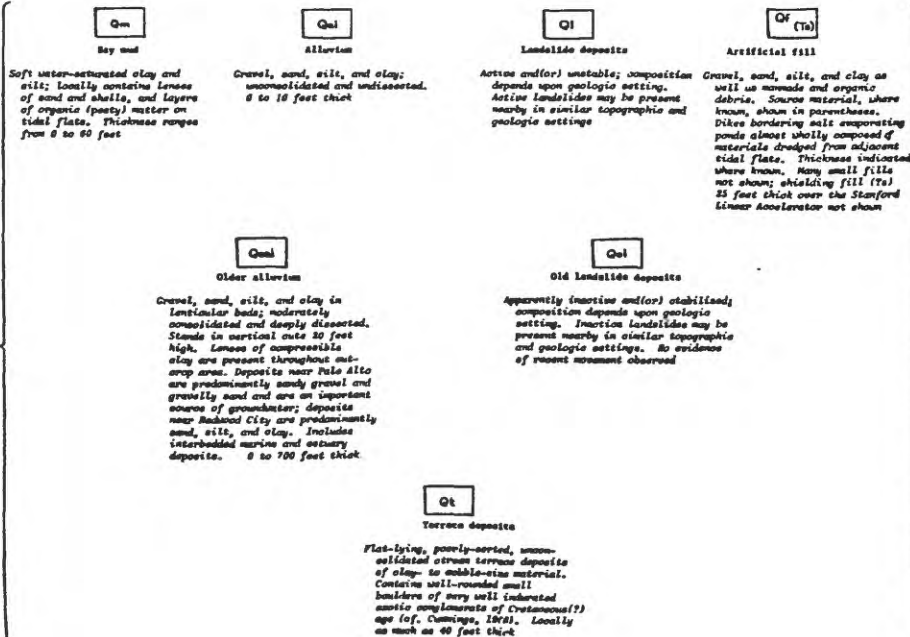 Qm
Bay mud
Soft water-saturated clay and
silt; locally contains lenses
of sand and shells, and layers
of organic (peaty) matter on
tidal flats. Thickness ranges
from 0 to 60 feet
Qal
Alluvium
Gravel, sand, silt, and clay;
unconsolidated and undissected.
0 to 10 feet thick
Ql
Landslide deposits
Active and(or) unstable; composition
depends upon geologic setting.
Active landslides may be present
nearby in similar topographic and
geologic settings
Qf (Ts)
Artificial fill
Gravel, sand, silt, and clay as
well as manmade and organic
debris. Source material, where
known, shown in parentheses.
Dikes bordering salt evaporating
ponds almost wholly composed of
materials dredged from adjacent
tidal flats. Thickness indicated
where known. Many small fills
not shown; shielding fill (Ts)
25 feet thick over the Stanford
Linear Accelerator not shown
Qoal
Older alluvium
Gravel, sand, silt, and clay in
lenticular beds; moderately
consolidated and deeply dissected.
Stands in vertical cuts 20 feet
high. Lenses of compressible
clay are present throughout out-
crop area. Deposits near Palo Alto
are predominantly sandy gravel and
gravelly sand and are an important
source of groundwater; deposits
near Redwood City are predominantly
sand, silt, and clay. Includes
interbedded marine and estuary
deposits. 0 to 700 feet thick
Qol
Old landslide deposits
Apparently inactive and(or) stabilized;
composition depends upon geologic
setting. Inactive landslides may be
present nearby in similar topographic
and geologic settings. No evidence
of recent movement observed
Qt
Terrace deposits
Flat-lying, poorly-sorted, uncon-
solidated stream terrace deposits
of clay- to cobble-size material.
Contains well-rounded small
boulders of very well indurated
exotic conglomerate of Cretaceous(?)
age (cf. Cummings, Locally
as much as 40 feet thick